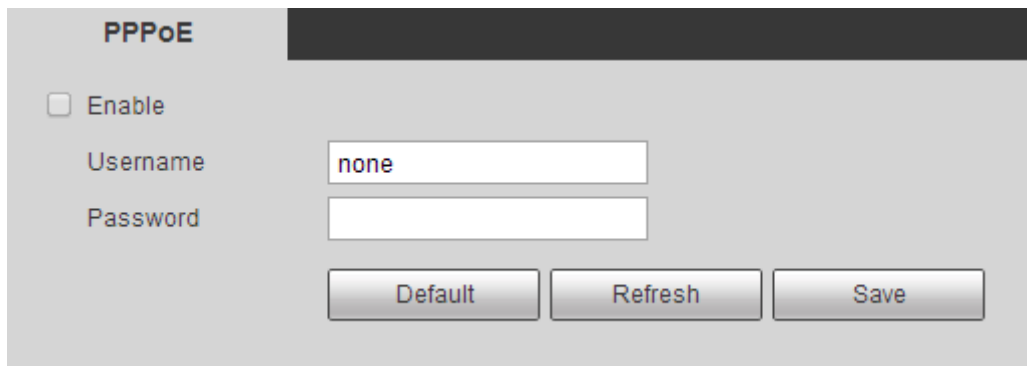 PPPoE
Enable
Username none
Password
Default Refresh Save